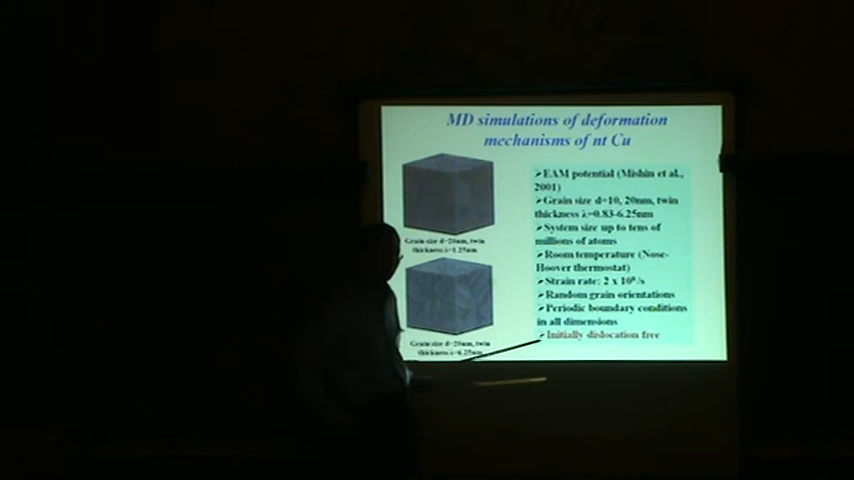 MD simulations of deformation
mechanisms of nt Cu
Grain size d=20nm, twin
thickness λ=1.25nm
Grain size d=20nm, twin
thickness λ=6.25nm
➢EAM potential (Mishin et al.,
2001)
➢Grain size d=10, 20nm, twin
thickness λ=0.83-6.25nm
➢System size up to tens of
millions of atoms
➢Room temperature (Nose-
Hoover thermostat)
➢Strain rate: 2 x 10⁸/s
➢Random grain orientations
➢Periodic boundary conditions
in all dimensions
➢Initially dislocation free